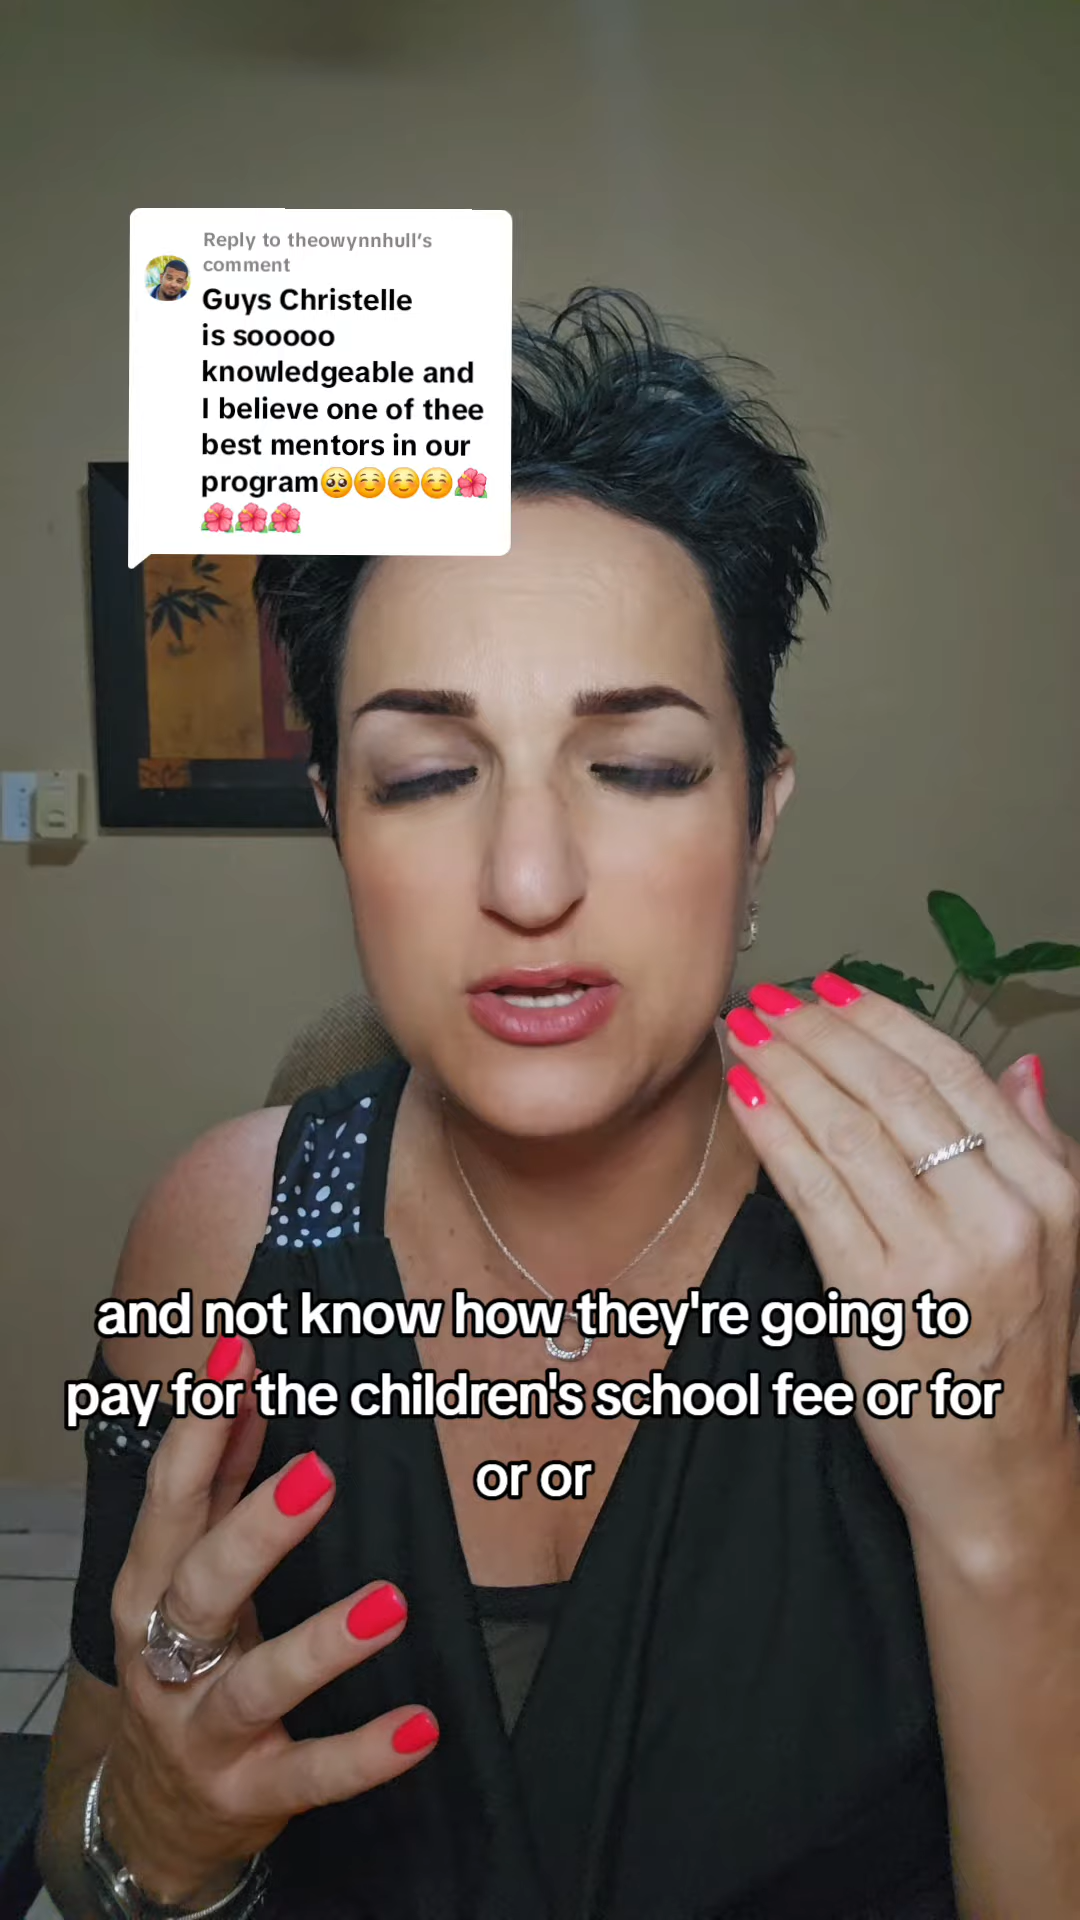 Reply to theowynnhull's
comment
Guys Christelle
is sooooo
knowledgeable and
I believe one of thee
best mentors in our
program🥺☺️☺️☺️🌺
🌺🌺🌺
and not know how they're going to
pay for the children's school fee or for
or or